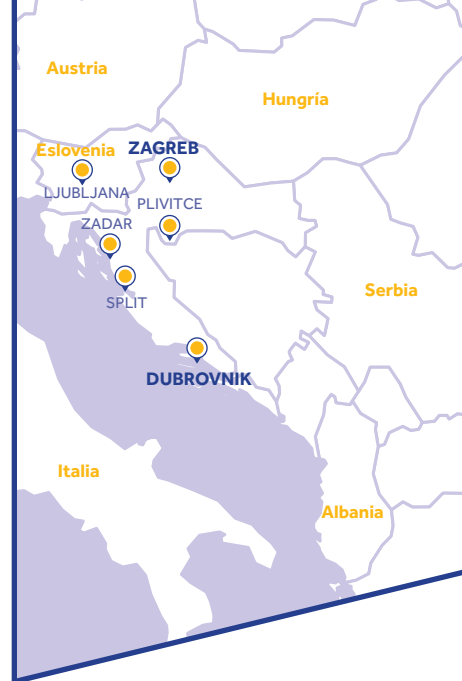 Austria
Hungría
Eslovenia
ZAGREB
LJUBLJANA
PLIVITCE
ZADAR
SPLIT
Serbia
DUBROVNIK
Italia
Albania